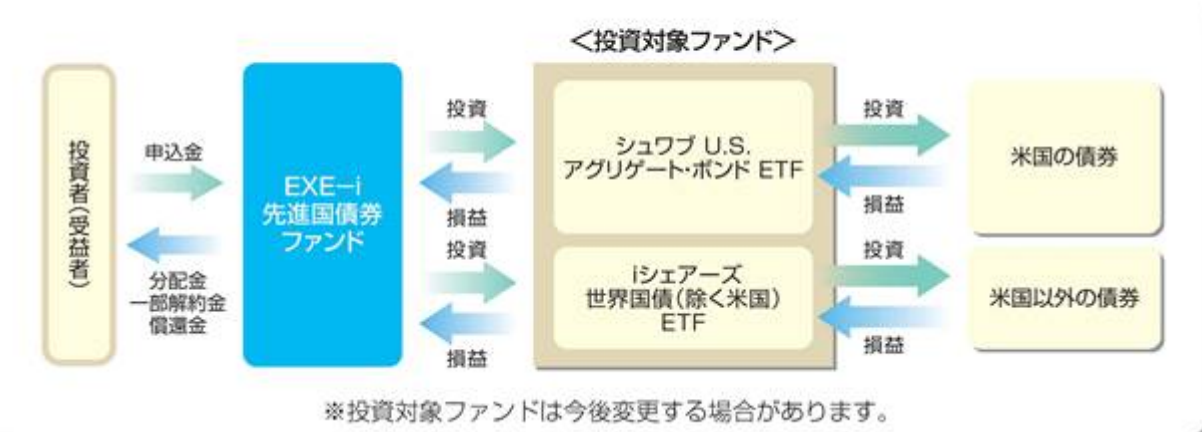 ＜投資対象ファンド＞
投資者(受益者)
申込金
分配金
一部解約金
償還金
EXE－i
先進国債券
ファンド
投資
損益
投資
損益
シュワブ U.S.
アグリゲート・ボンド ETF
iシェアーズ
世界国債(除く米国)
ETF
投資
損益
投資
損益
米国の債券
米国以外の債券
※投資対象ファンドは今後変更する場合があります。